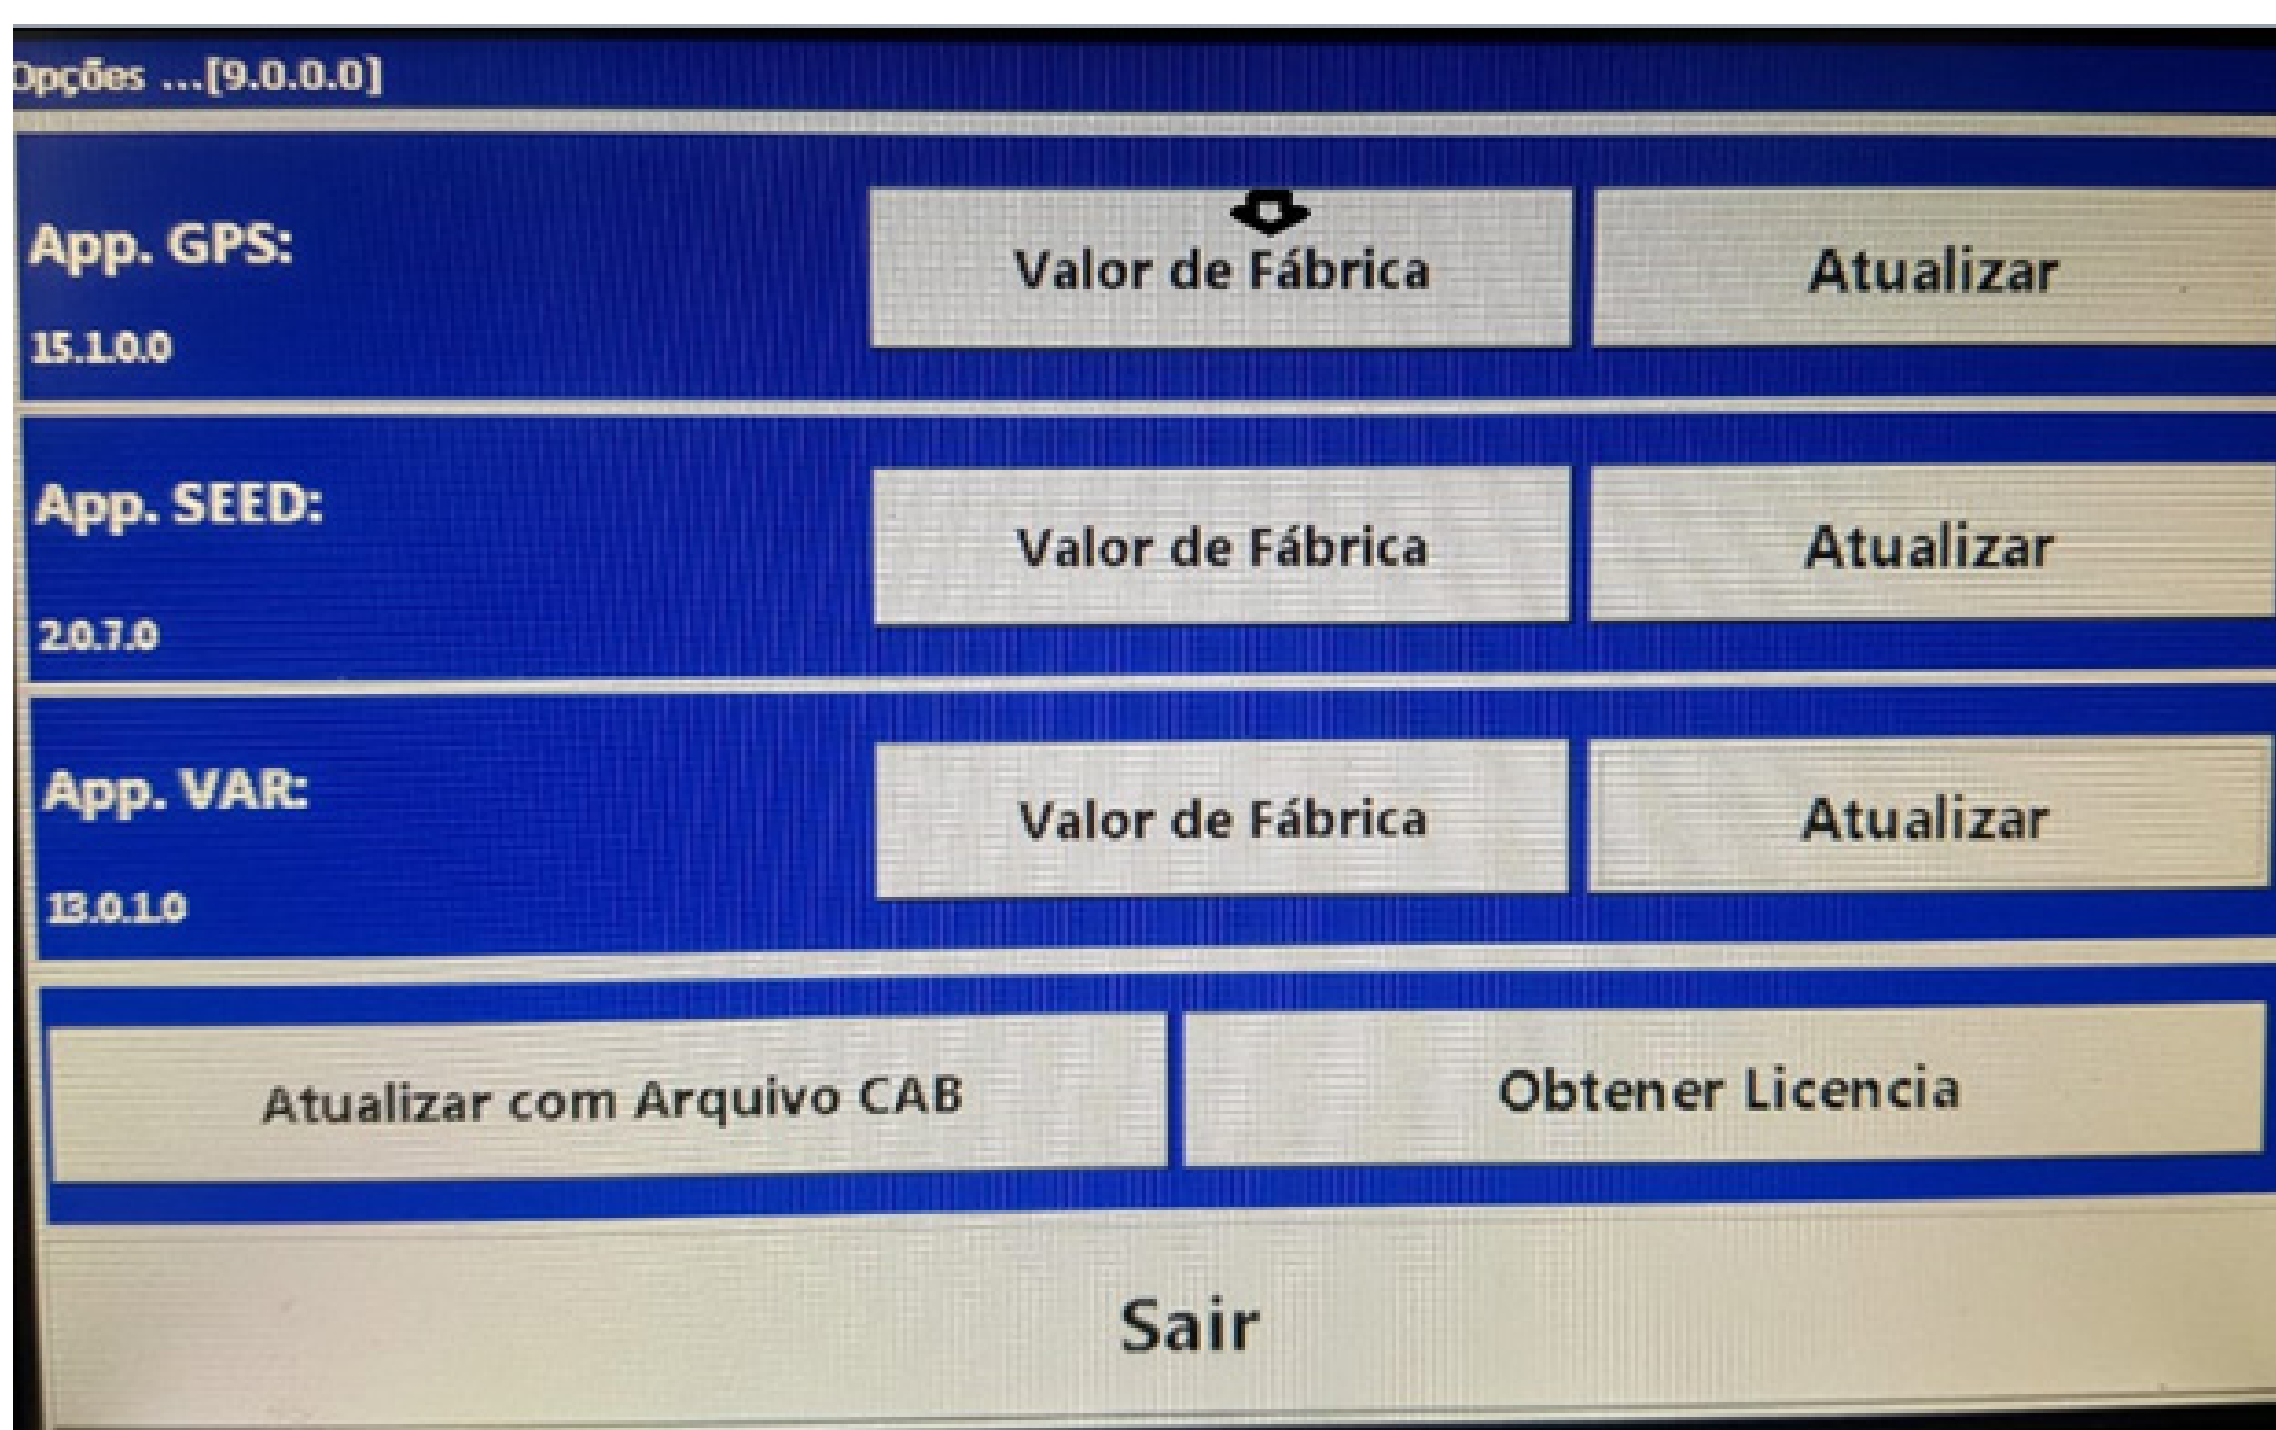 Opções ...[9.0.0.0]
App. GPS:
Valor de Fábrica
Atualizar
15.1.0.0
App. SEED:
Valor de Fábrica
Atualizar
2.0.7.0
App. VAR:
Valor de Fábrica
Atualizar
13.0.1.0
Atualizar com Arquivo CAB
Obtener Licencia
Sair